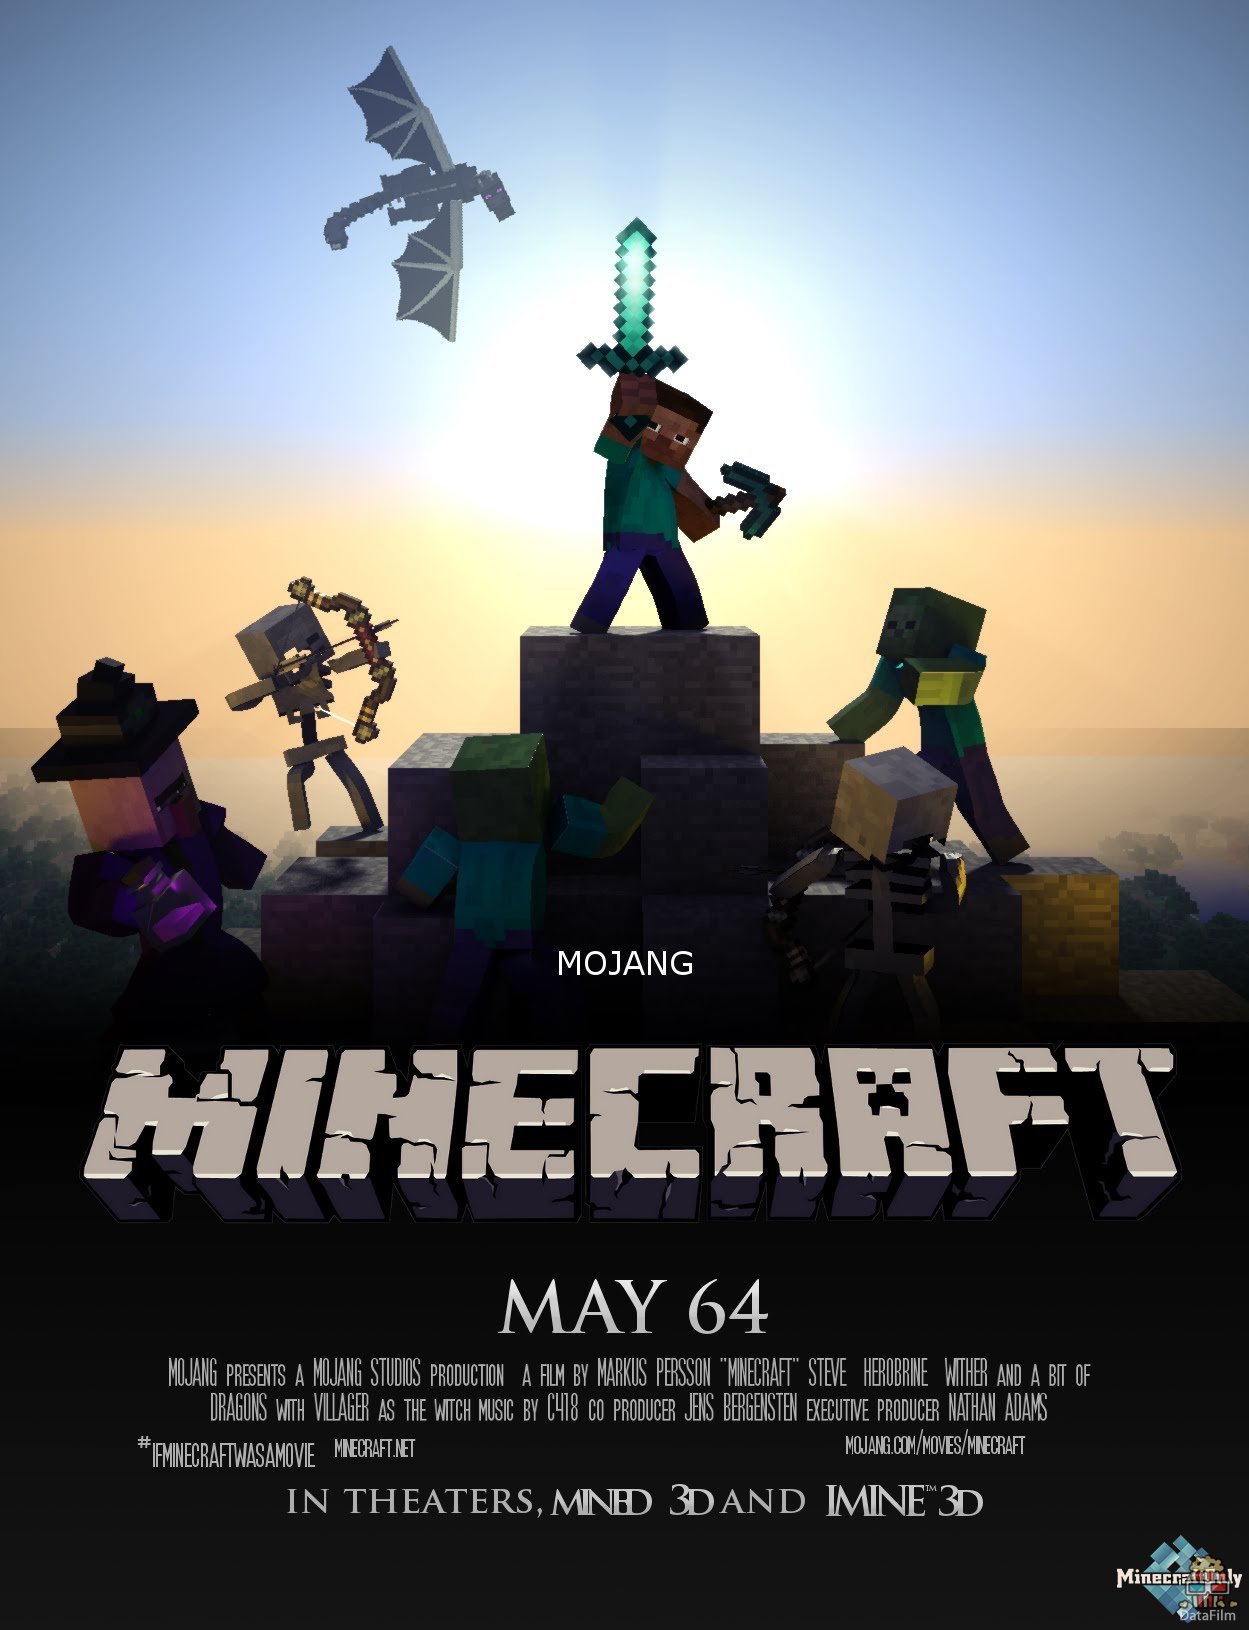 MOJANG
MINECRAFT
MAY 64
MOJANG PRESENTS A MOJANG STUDIOS PRODUCTION A FILM BY MARKUS PERSSON "MINECRAFT" STEVE HEROBRINE WITHER AND A BIT OF
DRAGONS WITH VILLAGER AS THE WITCH MUSIC BY C418 CO PRODUCER JENS BERGENSTEN EXECUTIVE PRODUCER NATHAN ADAMS
#IFMINECRAFTWASAMOVIE MINECRAFT.NET MOJANG.COM/MOVIES/MINECRAFT
IN THEATERS, MINED 3D AND IMINE™ 3D
MinecraftOnly
DataFilm